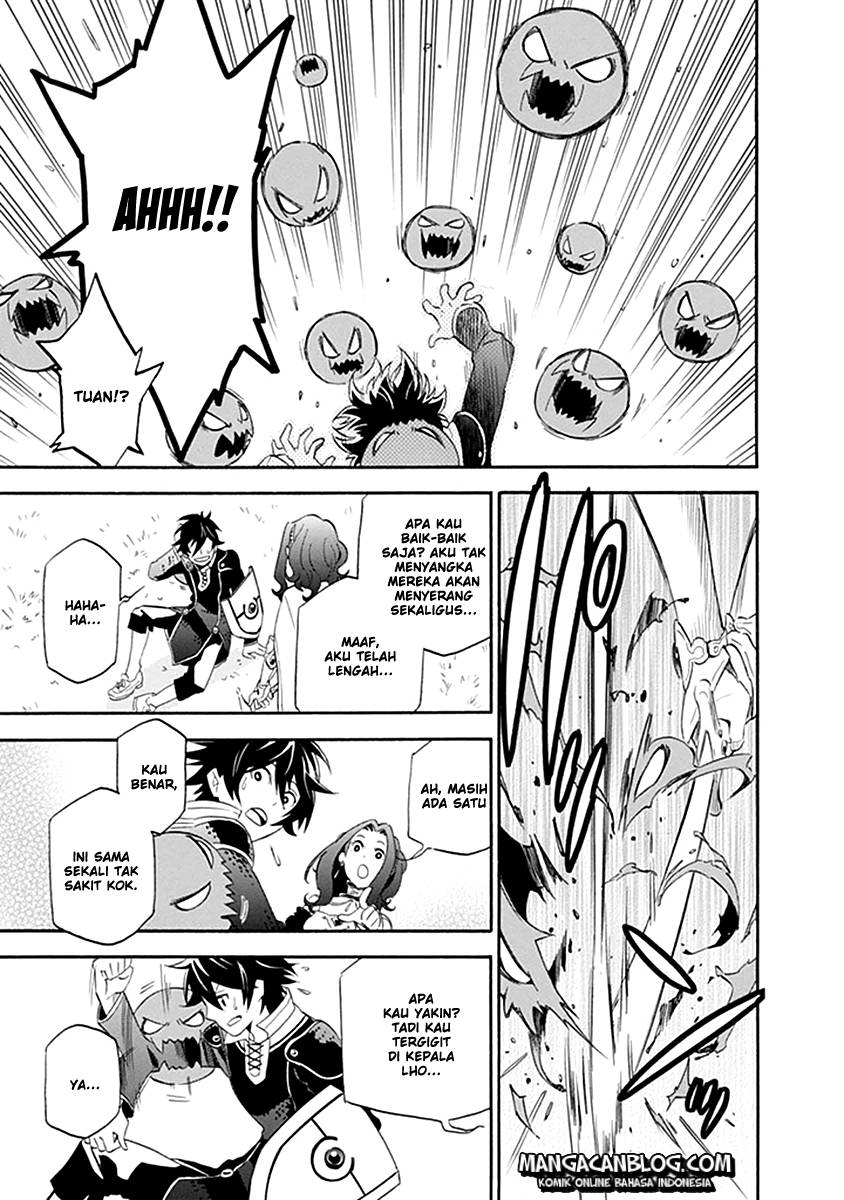 AHHH!!
TUAN!?
APA KAU
BAIK-BAIK
SAJA? AKU TAK
MENYANGKA
MEREKA AKAN
MENYERANG
SEKALIGUS...
MAAF,
AKU TELAH
LENGAH...
HAHA-
HA...
AH, MASIH
ADA SATU
KAU
BENAR,
INI SAMA
SEKALI TAK
SAKIT KOK.
APA
KAU YAKIN?
TADI KAU
TERGIGIT
DI KEPALA
LHO...
YA...
MANGACANBLOG.COM
KOMIK ONLINE BAHASA INDONESIA